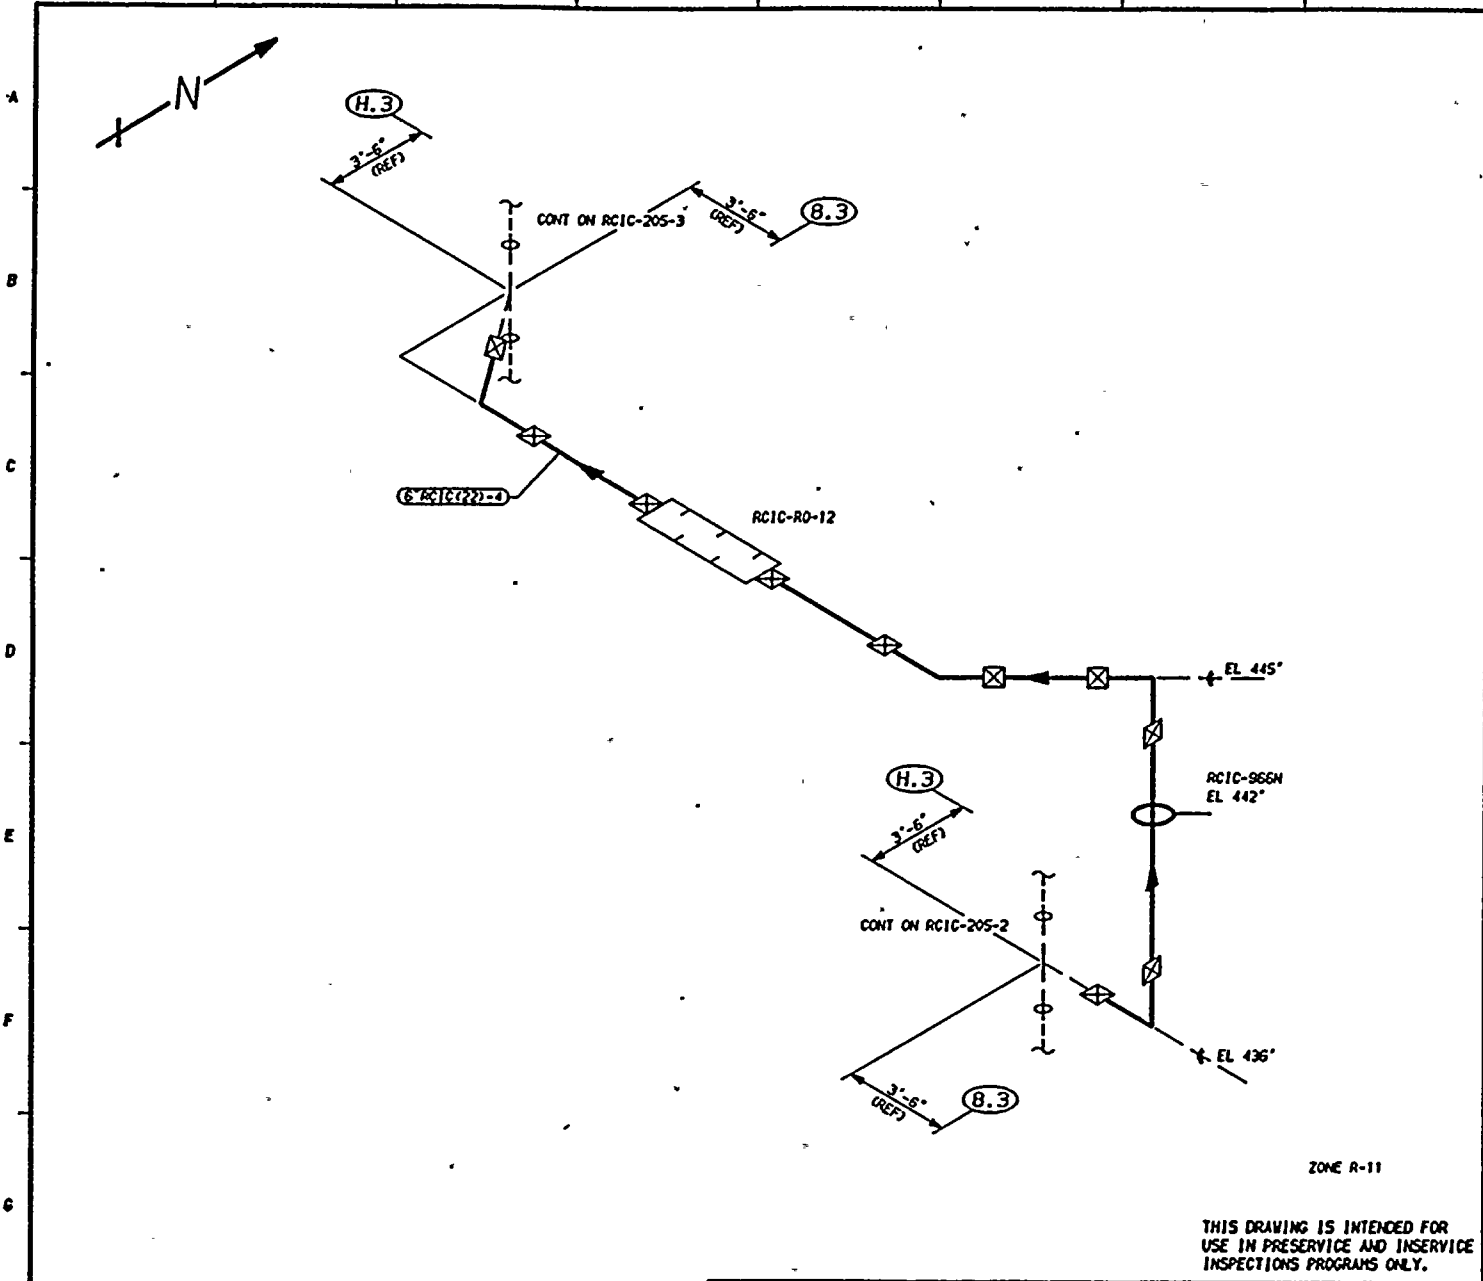 N
A
H.3
3'-6"
(REF)
CONT ON RCIC-205-3
3'-6"
(REF)
8.3
B
C
6"RCIC(22)-4
RCIC-RO-12
D
EL 445'
H.3
3'-6"
(REF)
RCIC-966N
EL 442'
E
CONT ON RCIC-205-2
F
EL 436'
3'-6"
(REF)
8.3
ZONE R-11
G
THIS DRAWING IS INTENDED FOR
USE IN PRESERVICE AND INSERVICE
INSPECTIONS PROGRAMS ONLY.